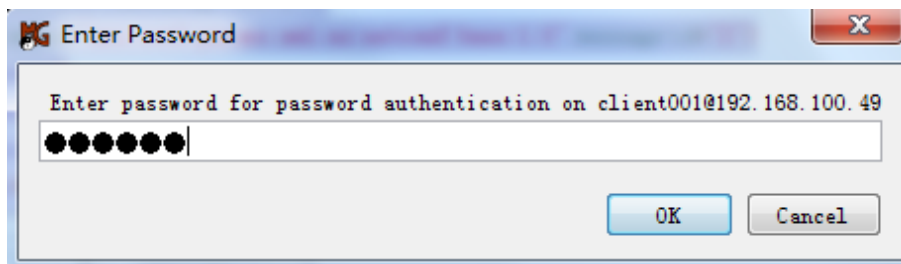 Enter Password
Enter password for password authentication on client001@192.168.100.49
●●●●●●
OK
Cancel